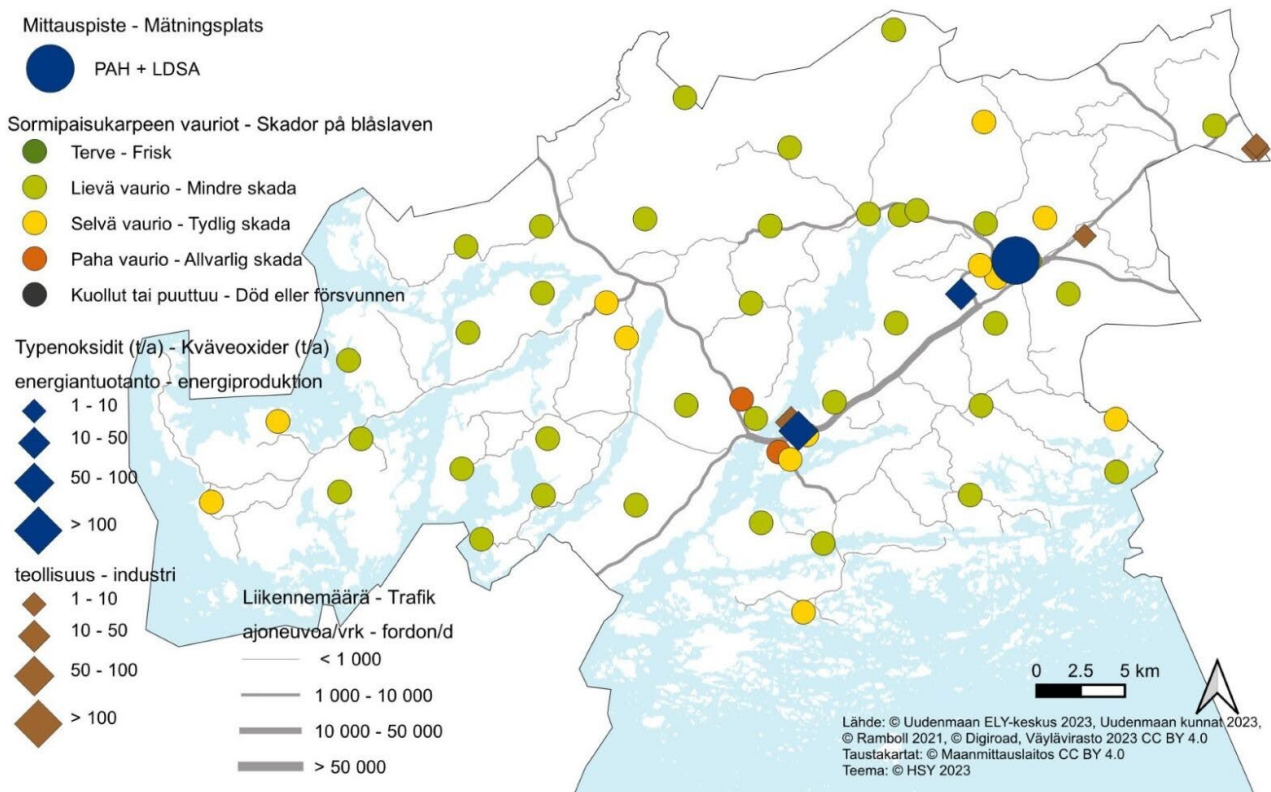 Mittauspiste - Mätningsplats
PAH + LDSA
Sormipaisukarpeen vauriot - Skador på blåslaven
Terve - Frisk
Lievä vaurio - Mindre skada
Selvä vaurio - Tydlig skada
Paha vaurio - Allvarlig skada
Kuollut tai puuttuu - Död eller försvunnen
Typenoksidit (t/a) - Kväveoxider (t/a)
energiantuotanto - energiproduktion
1 - 10
10 - 50
50 - 100
> 100
teollisuus - industri
1 - 10
10 - 50
50 - 100
> 100
Liikennemäärä - Trafik
ajoneuvoa/vrk - fordon/d
< 1 000
1 000 - 10 000
10 000 - 50 000
> 50 000
0 2.5 5 km
Lähde: © Uudenmaan ELY-keskus 2023, Uudenmaan kunnat 2023,
© Ramboll 2021, © Digiroad, Väylävirasto 2023 CC BY 4.0
Taustakartat: © Maanmittauslaitos CC BY 4.0
Teema: © HSY 2023